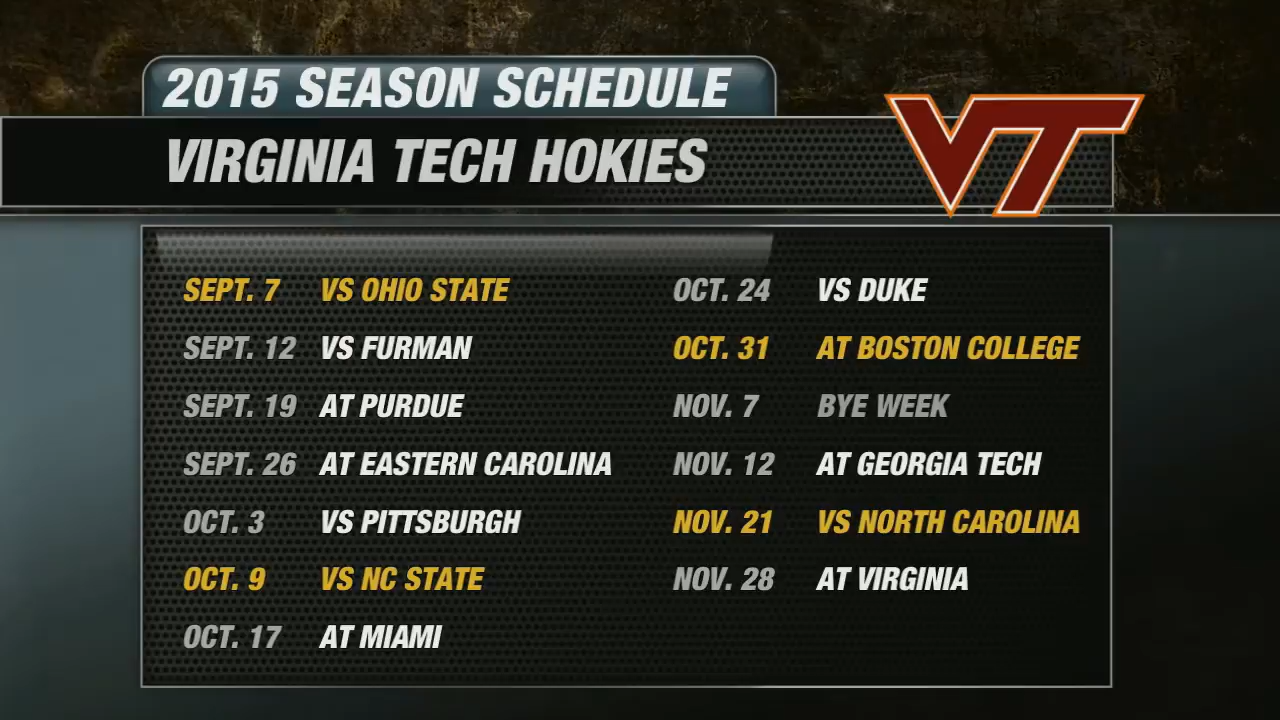 2015 SEASON SCHEDULE
VIRGINIA TECH HOKIES
VT
SEPT. 7 VS OHIO STATE
SEPT. 12 VS FURMAN
SEPT. 19 AT PURDUE
SEPT. 26 AT EASTERN CAROLINA
OCT. 3 VS PITTSBURGH
OCT. 9 VS NC STATE
OCT. 17 AT MIAMI
OCT. 24 VS DUKE
OCT. 31 AT BOSTON COLLEGE
NOV. 7 BYE WEEK
NOV. 12 AT GEORGIA TECH
NOV. 21 VS NORTH CAROLINA
NOV. 28 AT VIRGINIA